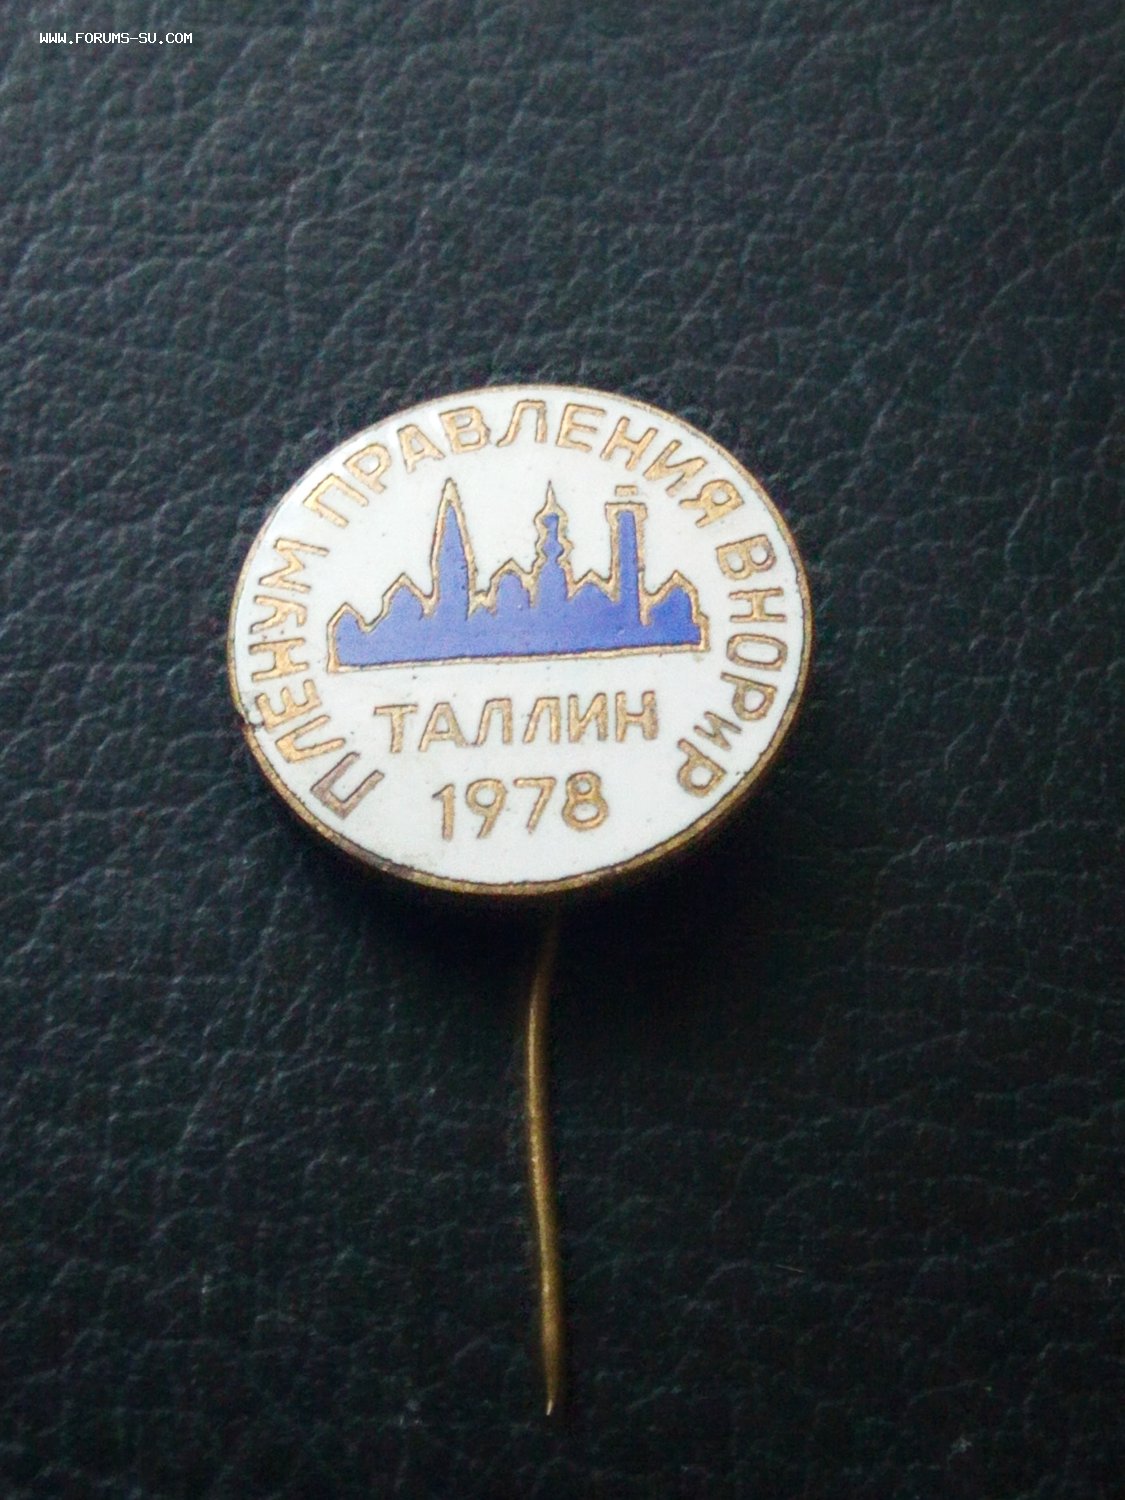 WWW.FORUMS-SU.COM
ПЛЕНУМ ПРАВЛЕНИЯ ВНОРиР
ТАЛЛИН
1978